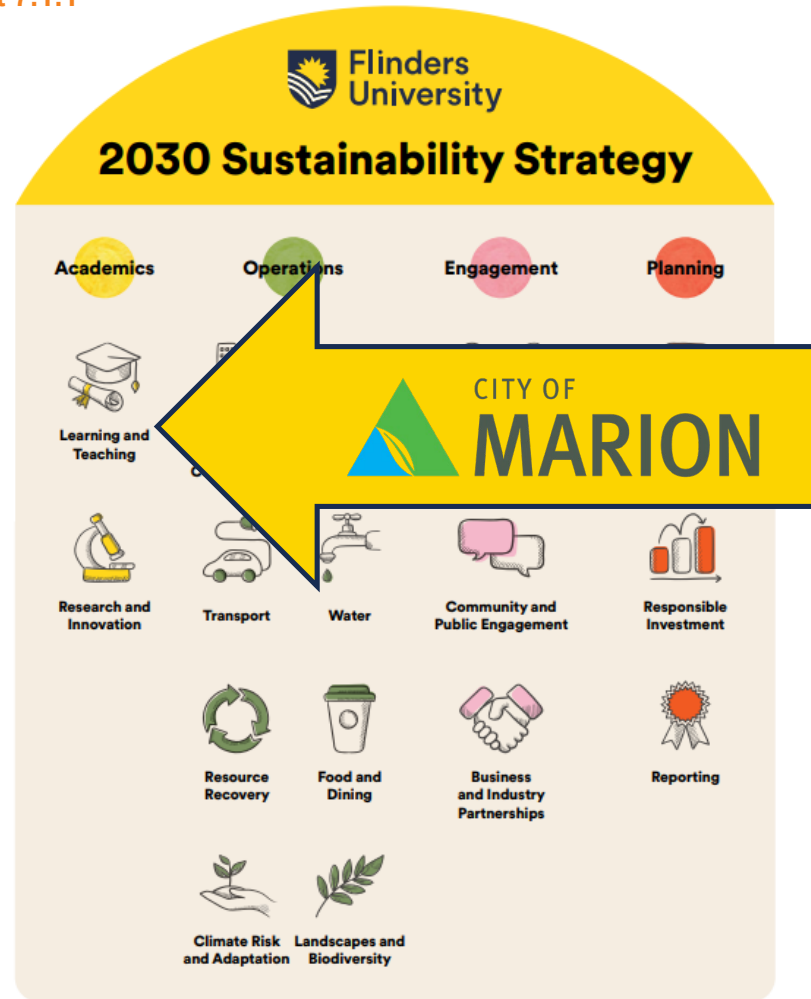 Flinders
University
2030 Sustainability Strategy
Academics
Operations
Engagement
Planning
CITY OF
MARION
Learning and
Teaching
Research and
Innovation
Transport
Water
Community and
Public Engagement
Responsible
Investment
Resource
Recovery
Food and
Dining
Business
and Industry
Partnerships
Reporting
Climate Risk
and Adaptation
Landscapes and
Biodiversity